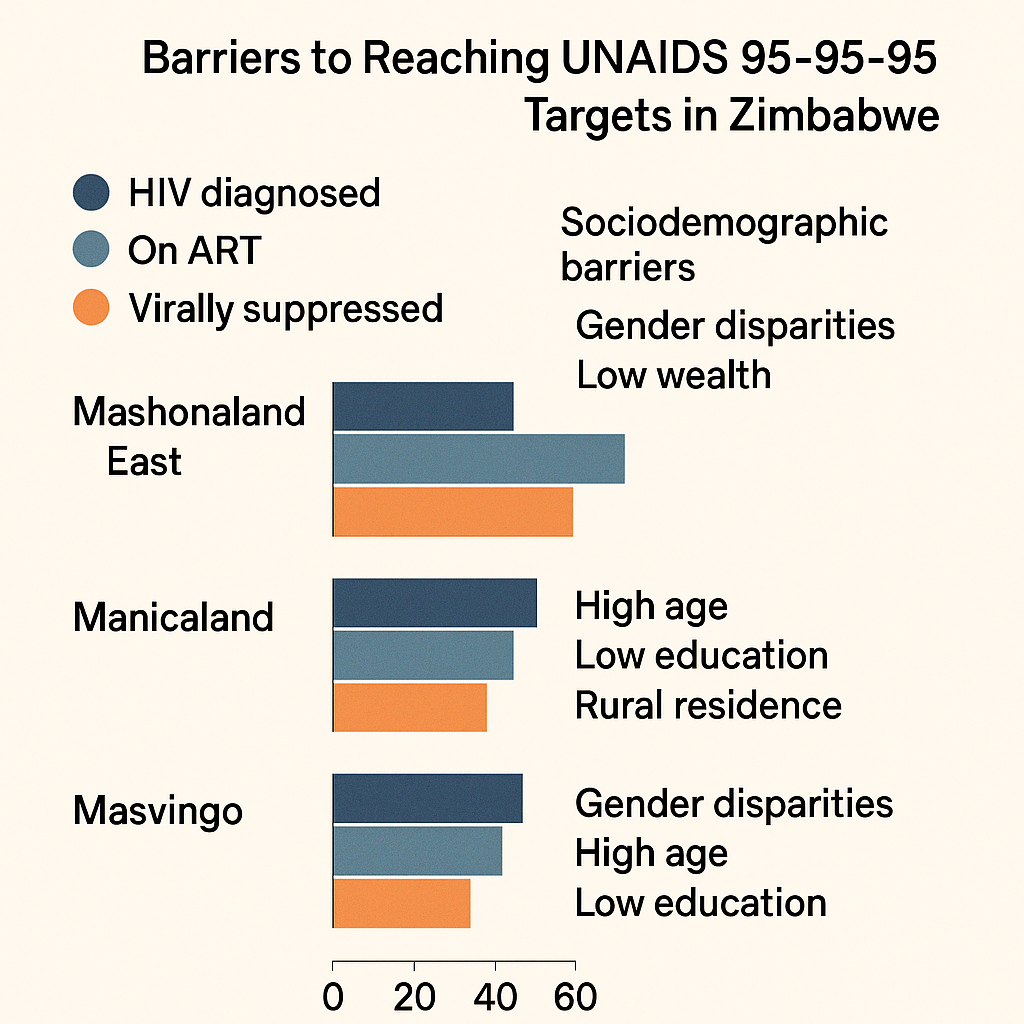 Barriers to Reaching UNAIDS 95-95-95
Targets in Zimbabwe
HIV diagnosed
On ART
Virally suppressed
Sociodemographic
barriers
Gender disparities
Low wealth
Mashonaland
East
Manicaland
High age
Low education
Rural residence
Masvingo
Gender disparities
High age
Low education
0 20 40 60